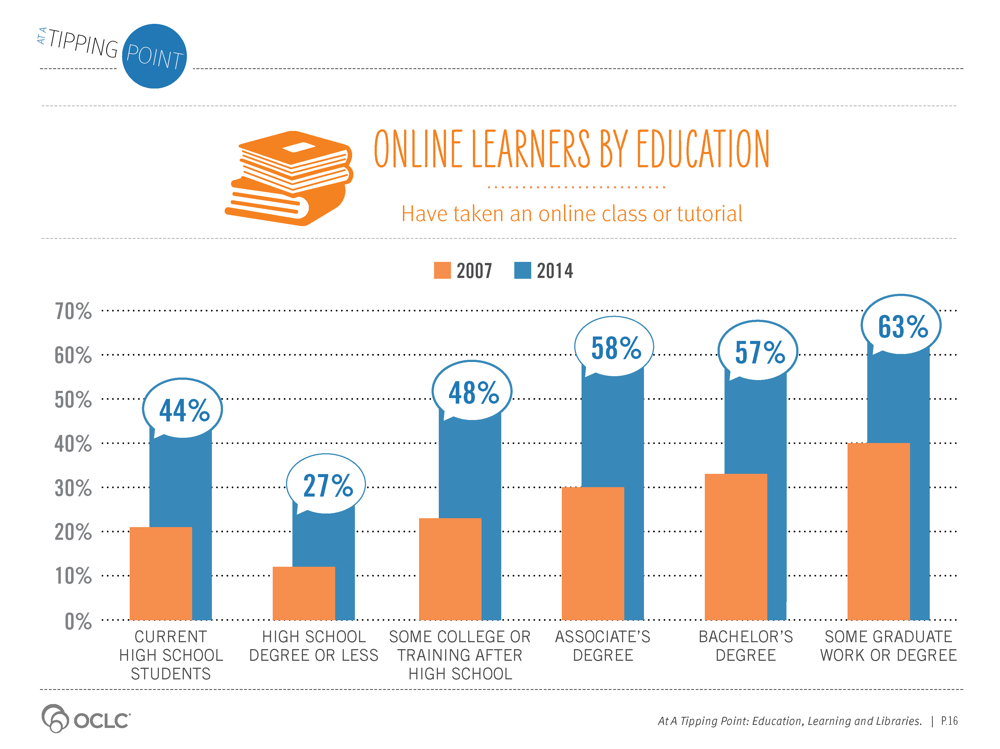 AT A TIPPING POINT
ONLINE LEARNERS BY EDUCATION
Have taken an online class or tutorial
2007 2014
70%
60%
50%
40%
30%
20%
10%
0%
44%
27%
48%
58%
57%
63%
CURRENT
HIGH SCHOOL
STUDENTS
HIGH SCHOOL
DEGREE OR LESS
SOME COLLEGE OR
TRAINING AFTER
HIGH SCHOOL
ASSOCIATE’S
DEGREE
BACHELOR’S
DEGREE
SOME GRADUATE
WORK OR DEGREE
OCLC
At A Tipping Point: Education, Learning and Libraries. | P.16